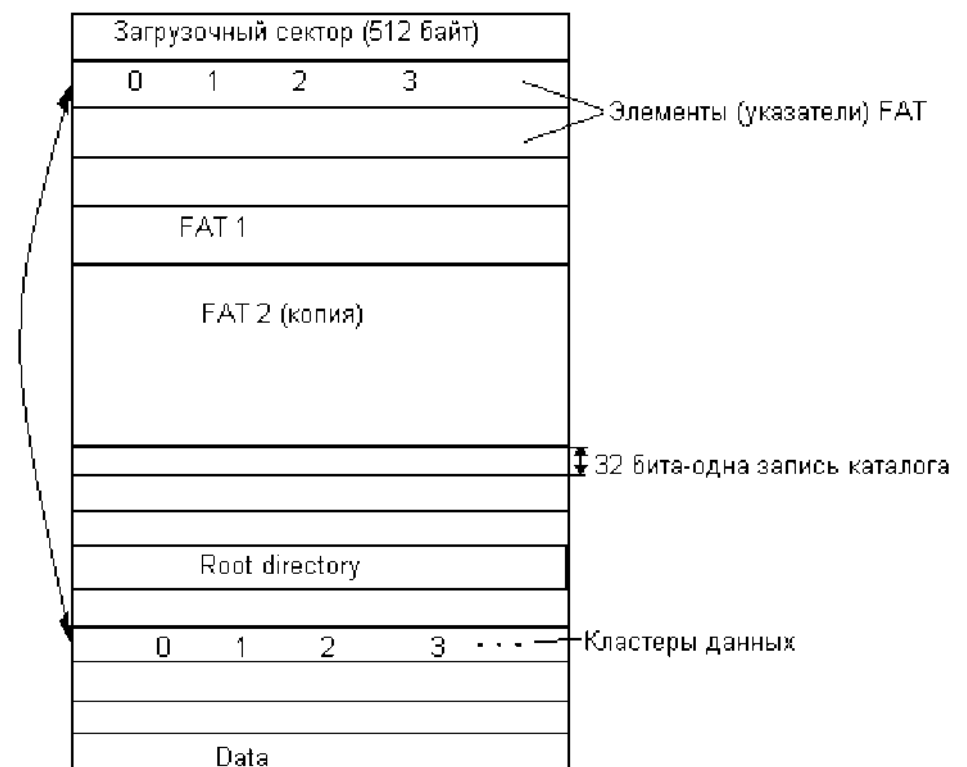 Загрузочный сектор (512 байт)
0 1 2 3
Элементы (указатели) FAT
FAT 1
FAT 2 (копия)
32 бита-одна запись каталога
Root directory
0 1 2 3 . . .
Кластеры данных
Data